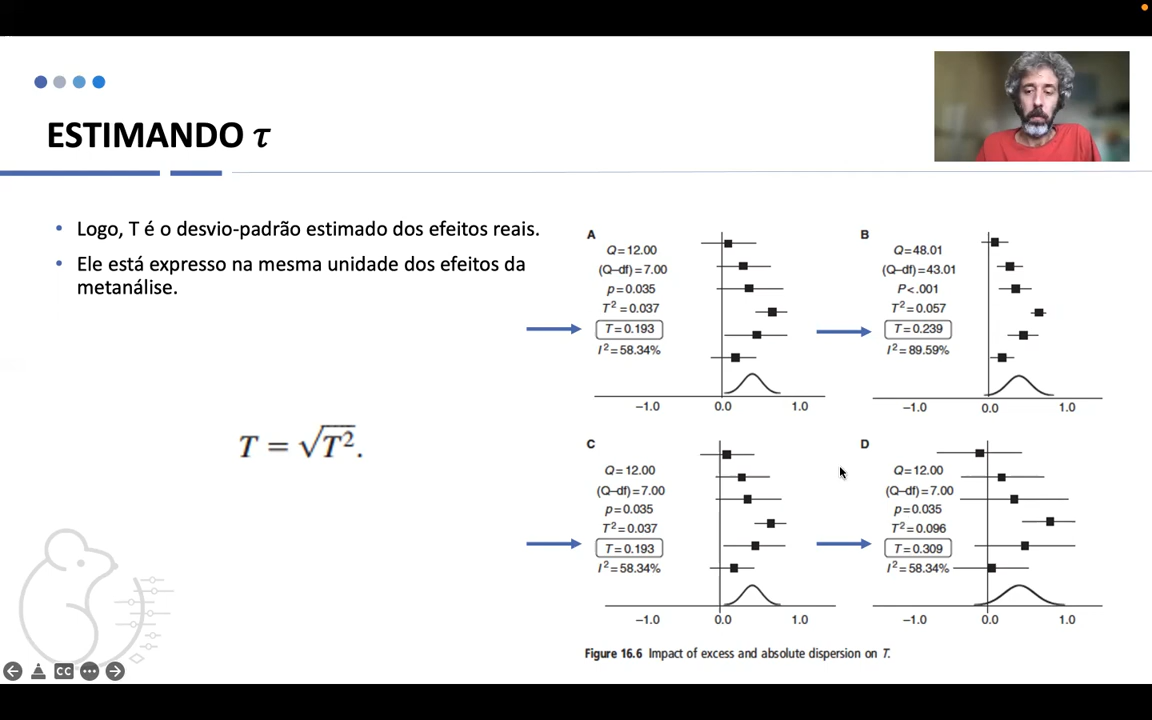 ESTIMANDO τ
• Logo, T é o desvio-padrão estimado dos efeitos reais.
• Ele está expresso na mesma unidade dos efeitos da
metanálise.
T = √T².
A
Q=12.00
(Q–df)=7.00
p=0.035
T²=0.037
T=0.193
I²=58.34%
–1.0 0.0 1.0
B
Q=48.01
(Q–df)=43.01
P<.001
T²=0.057
T=0.239
I²=89.59%
–1.0 0.0 1.0
C
Q=12.00
(Q–df)=7.00
p=0.035
T²=0.037
T=0.193
I²=58.34%
–1.0 0.0 1.0
D
Q=12.00
(Q–df)=7.00
p=0.035
T²=0.096
T=0.309
I²=58.34%
–1.0 0.0 1.0
Figure 16.6 Impact of excess and absolute dispersion on T.
CC